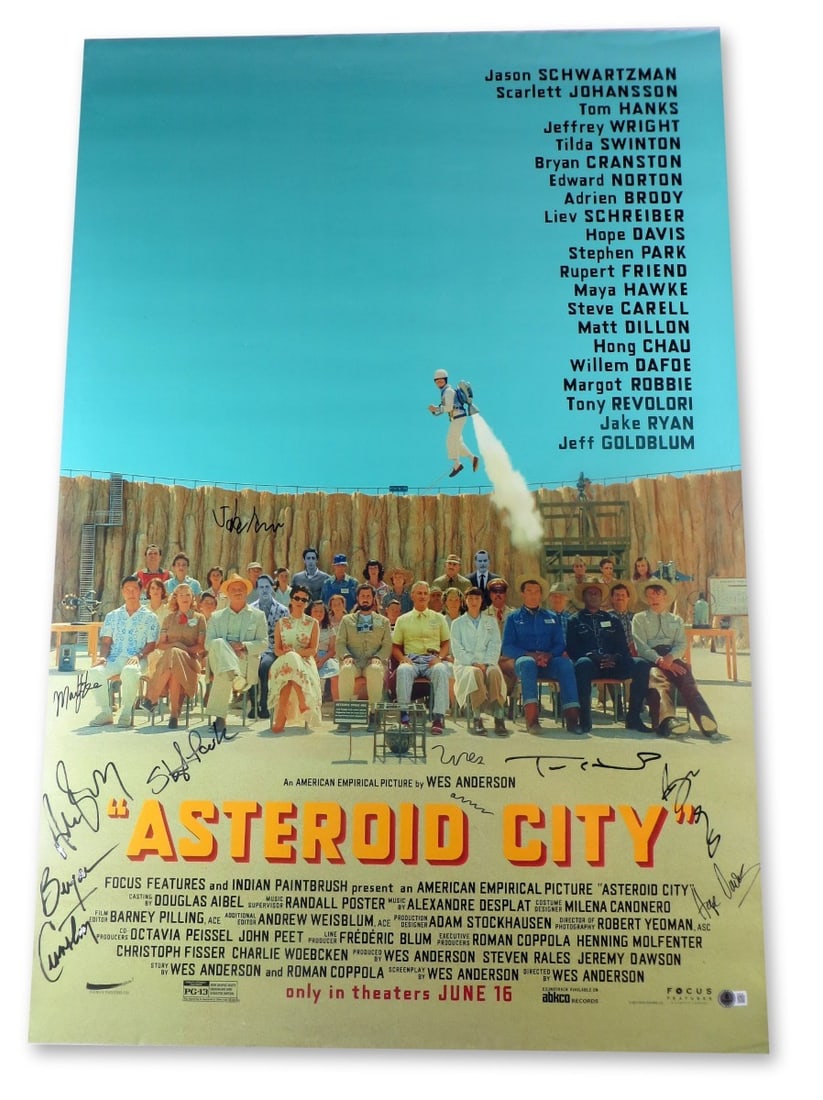 Jason SCHWARTZMAN
Scarlett JOHANSSON
Tom HANKS
Jeffrey WRIGHT
Tilda SWINTON
Bryan CRANSTON
Edward NORTON
Adrien BRODY
Liev SCHREIBER
Hope DAVIS
Stephen PARK
Rupert FRIEND
Maya HAWKE
Steve CARELL
Matt DILLON
Hong CHAU
Willem DAFOE
Margot ROBBIE
Tony REVOLORI
Jake RYAN
Jeff GOLDBLUM
Wes
An AMERICAN EMPIRICAL PICTURE by WES ANDERSON
"ASTEROID CITY"
Bryan
FOCUS FEATURES and INDIAN PAINTBRUSH present an AMERICAN EMPIRICAL PICTURE "ASTEROID CITY"
CASTING BY DOUGLAS AIBEL MUSIC SUPERVISOR RANDALL POSTER MUSIC BY ALEXANDRE DESPLAT COSTUME DESIGNER MILENA CANONERO
FILM EDITOR BARNEY PILLING, ACE ADDITIONAL EDITOR ANDREW WEISBLUM, ACE PRODUCTION DESIGNER ADAM STOCKHAUSEN DIRECTOR OF PHOTOGRAPHY ROBERT YEOMAN, ASC
CO-PRODUCERS OCTAVIA PEISSEL JOHN PEET LINE PRODUCER FRÉDÉRIC BLUM EXECUTIVE PRODUCERS ROMAN COPPOLA HENNING MOLFENTER
CHRISTOPH FISSER CHARLIE WOEBCKEN PRODUCED BY WES ANDERSON STEVEN RALES JEREMY DAWSON
STORY BY WES ANDERSON and ROMAN COPPOLA SCREENPLAY BY WES ANDERSON DIRECTED BY WES ANDERSON
PG-13
only in theaters JUNE 16
SOUNDTRACK AVAILABLE ON
abkco RECORDS
FOCUS
FEATURES